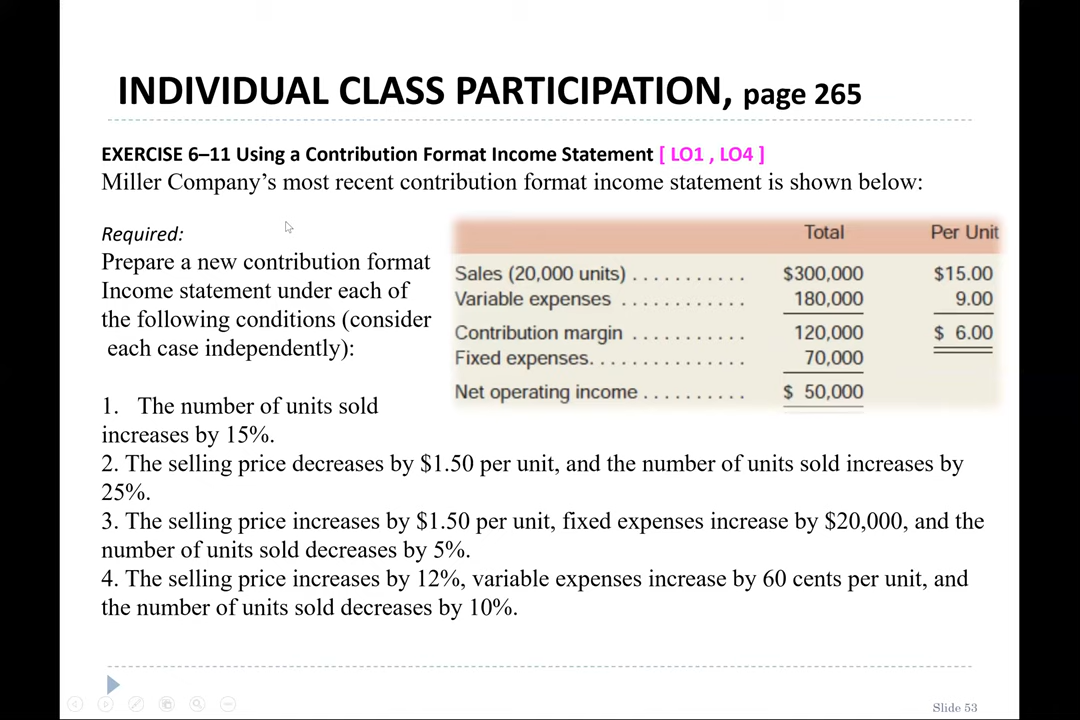 INDIVIDUAL CLASS PARTICIPATION, page 265
EXERCISE 6–11 Using a Contribution Format Income Statement [ LO1 , LO4 ]
Miller Company’s most recent contribution format income statement is shown below:
Required:
Prepare a new contribution format
Income statement under each of
the following conditions (consider
each case independently):
Total Per Unit
Sales (20,000 units) . . . . . . . . . . . $300,000 $15.00
Variable expenses . . . . . . . . . . . . 180,000 9.00
Contribution margin . . . . . . . . . . . 120,000 $ 6.00
Fixed expenses. . . . . . . . . . . . . . . 70,000
Net operating income . . . . . . . . . . $ 50,000
1. The number of units sold
increases by 15%.
2. The selling price decreases by $1.50 per unit, and the number of units sold increases by
25%.
3. The selling price increases by $1.50 per unit, fixed expenses increase by $20,000, and the
number of units sold decreases by 5%.
4. The selling price increases by 12%, variable expenses increase by 60 cents per unit, and
the number of units sold decreases by 10%.
Slide 53